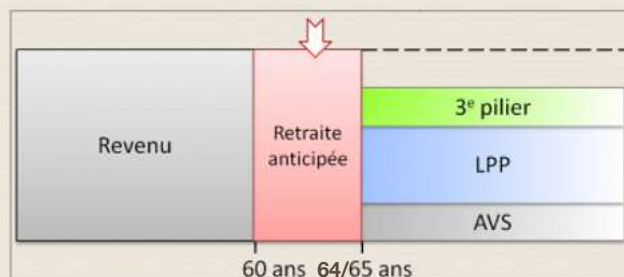 Revenu
Retraite
anticipée
3e pilier
LPP
AVS
60 ans 64/65 ans